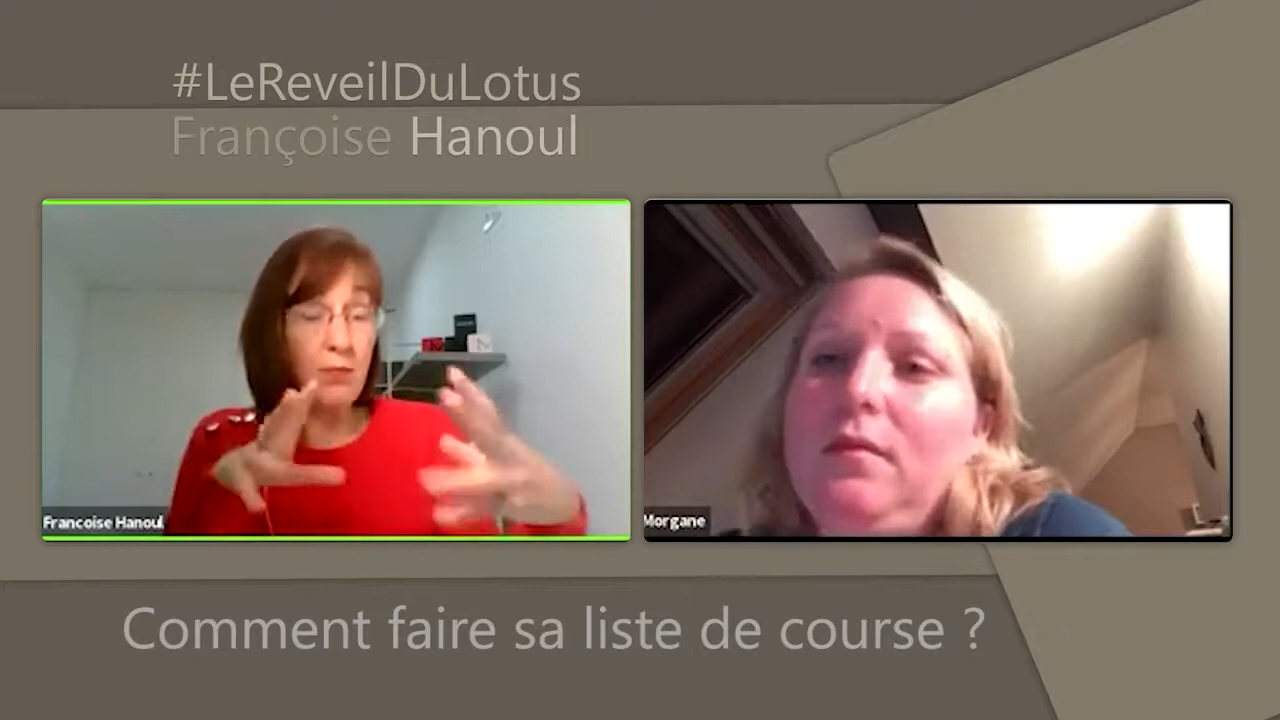 #LeReveilDuLotus
Françoise Hanoul
Francoise Hanoul
Morgane
Comment faire sa liste de course ?